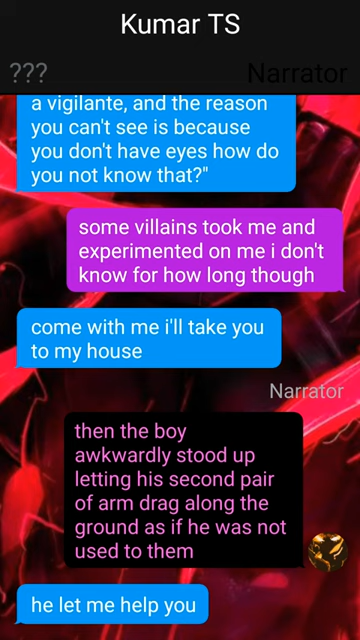 Kumar TS
???
Narrator
a vigilante, and the reason
you can't see is because
you don't have eyes how do
you not know that?"
some villains took me and
experimented on me i don't
know for how long though
come with me i'll take you
to my house
Narrator
then the boy
awkwardly stood up
letting his second pair
of arm drag along the
ground as if he was not
used to them
he let me help you